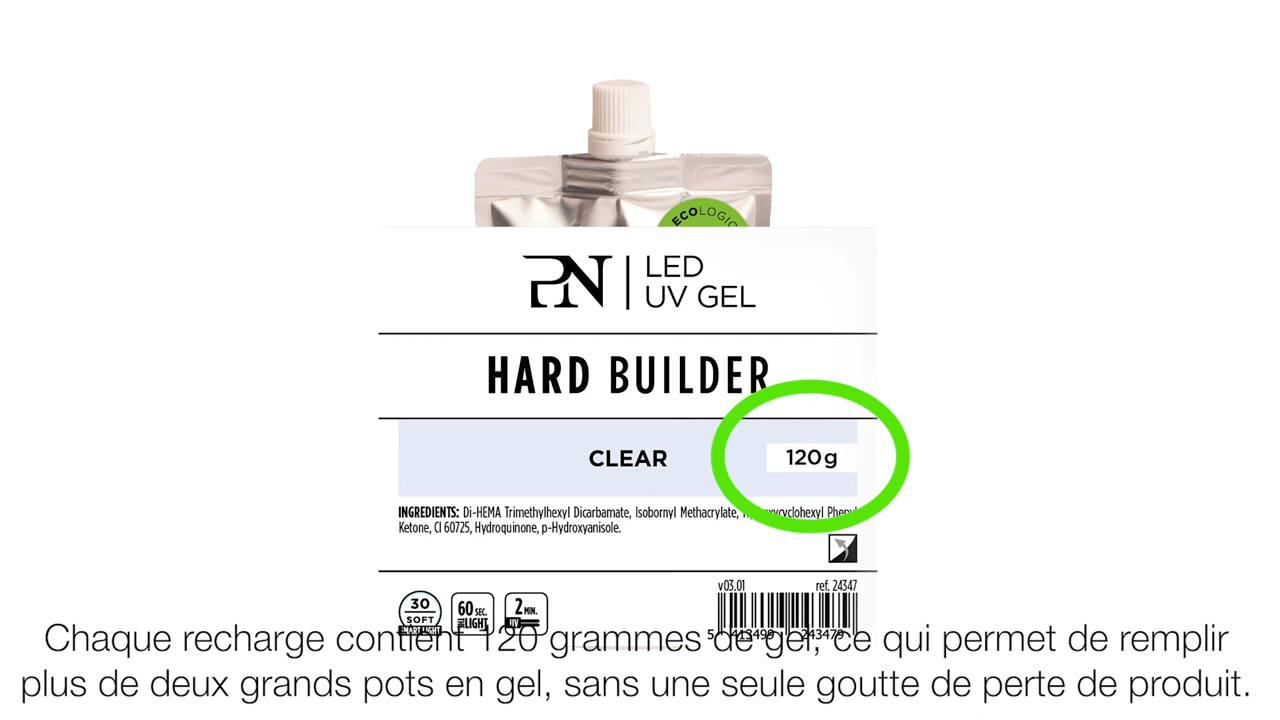 ECOLOGIC
PN | LED
UV GEL
HARD BUILDER
CLEAR
120g
INGREDIENTS: Di-HEMA Trimethylhexyl Dicarbamate, Isobornyl Methacrylate,
Ketone, CI 60725, Hydroquinone, p-Hydroxyanisole.
v03.01 ref. 24347
30 SOFT
60 SEC. LIGHT
2 MIN. UV
Chaque recharge contient 120 grammes de gel, ce qui permet de remplir
plus de deux grands pots en gel, sans une seule goutte de perte de produit.